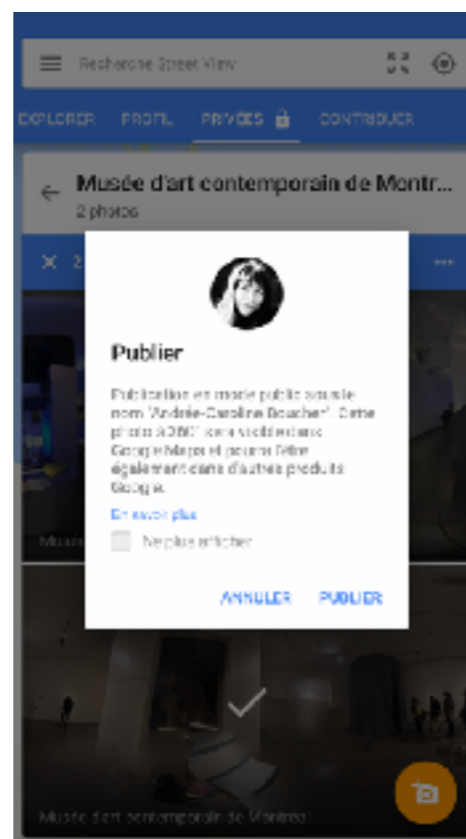 Recherche Street View
EXPLORER PROFIL PRIVÉES CONTRIBUER
Musée d'art contemporain de Montr...
2 photos
2
Publier
Publication en mode public sous le
nom "Andrée-Caroline Boucher". Cette
photo à 360° sera visible dans
Google Maps et pourra l'être
également dans d'autres produits
Google.
En savoir plus
Ne plus afficher
ANNULER PUBLIER
Musée d'art contemporain de Montréal